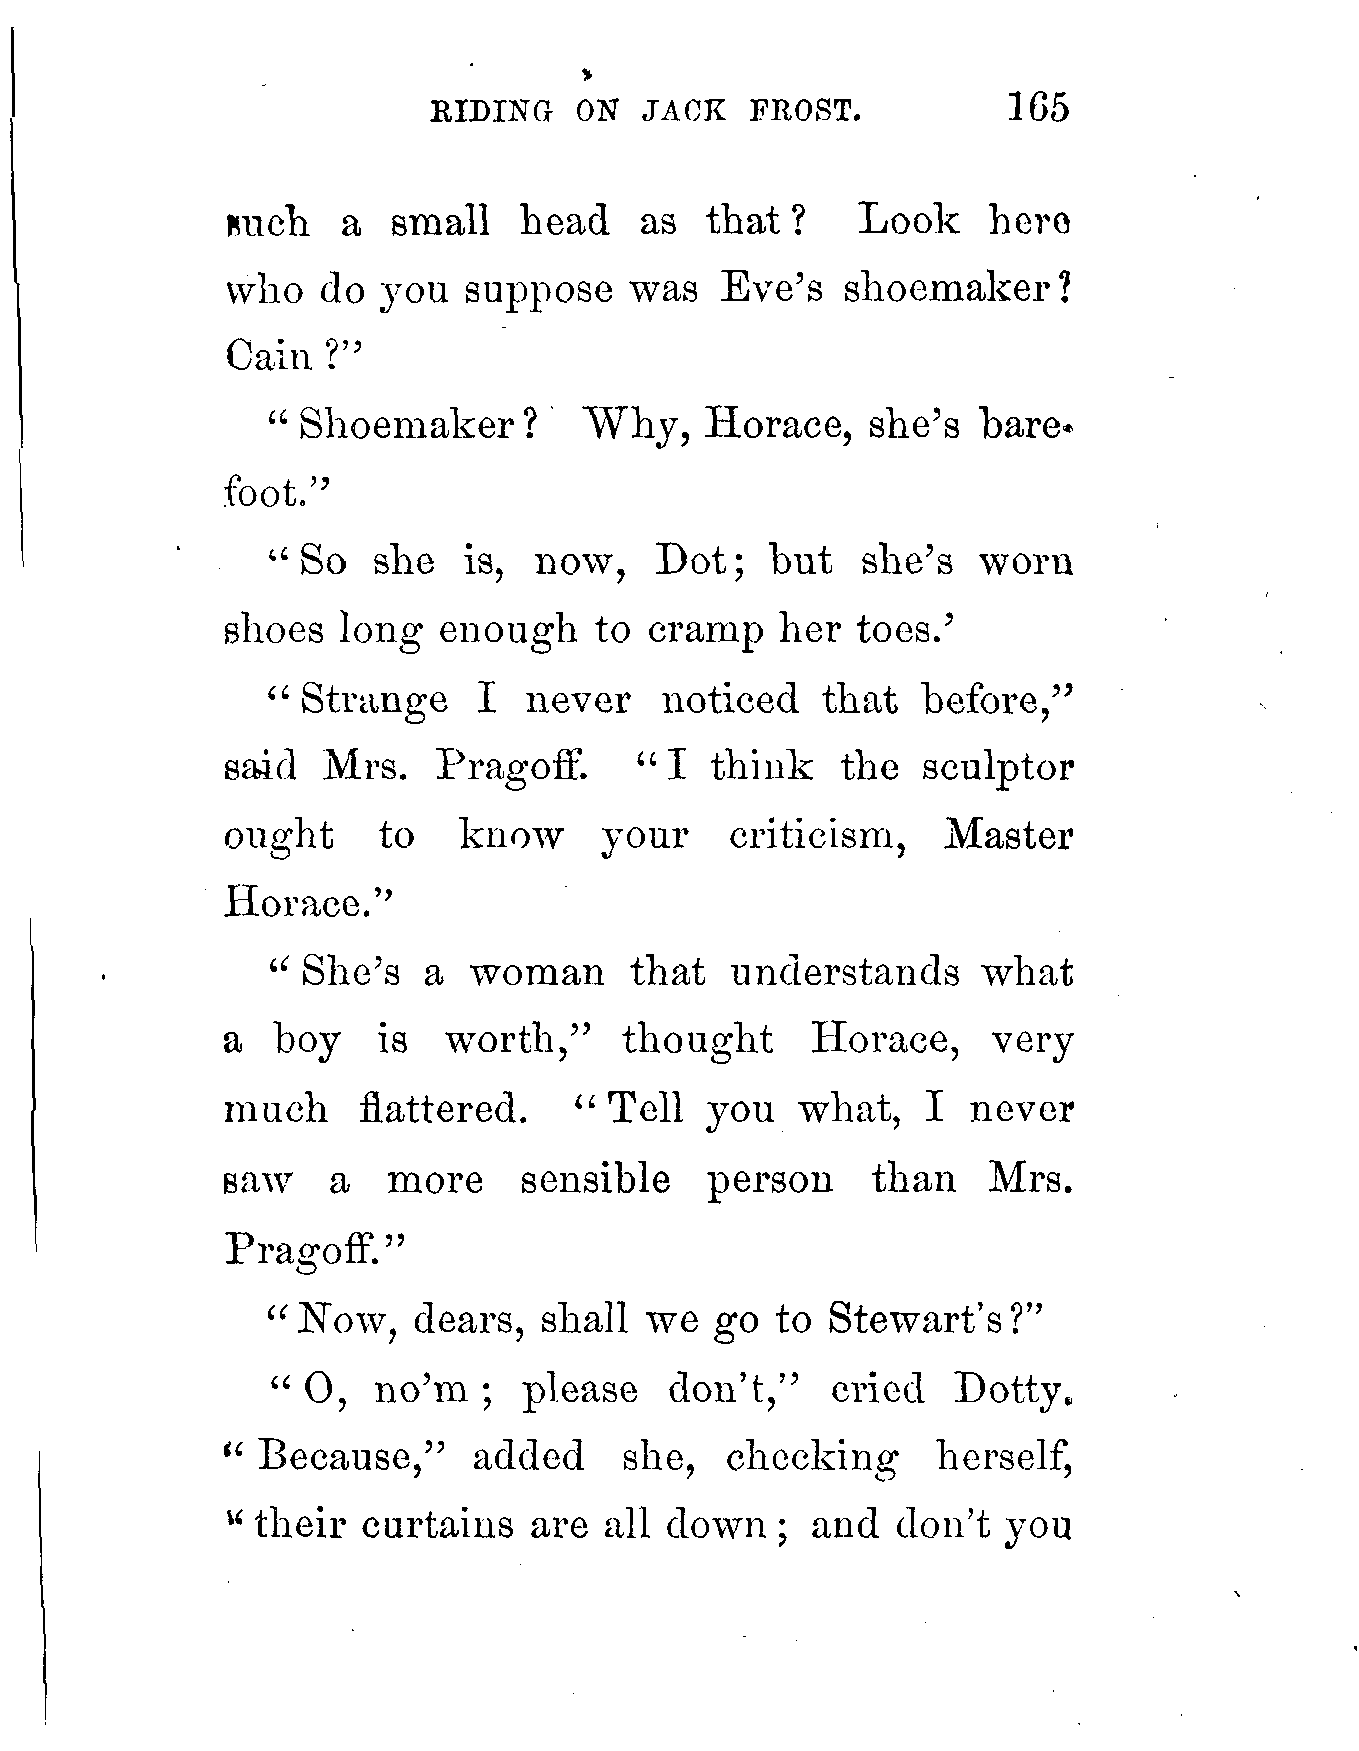 RIDING ON JACK FROST. 165
such a small head as that? Look here
who do you suppose was Eve's shoemaker?
Cain?"
"Shoemaker? Why, Horace, she's bare-
foot."
"So she is, now, Dot; but she's worn
shoes long enough to cramp her toes.'
"Strange I never noticed that before,"
said Mrs. Pragoff. "I think the sculptor
ought to know your criticism, Master
Horace."
"She's a woman that understands what
a boy is worth," thought Horace, very
much flattered. "Tell you what, I never
saw a more sensible person than Mrs.
Pragoff."
"Now, dears, shall we go to Stewart's?"
"O, no'm; please don't," cried Dotty.
"Because," added she, checking herself,
"their curtains are all down; and don't you